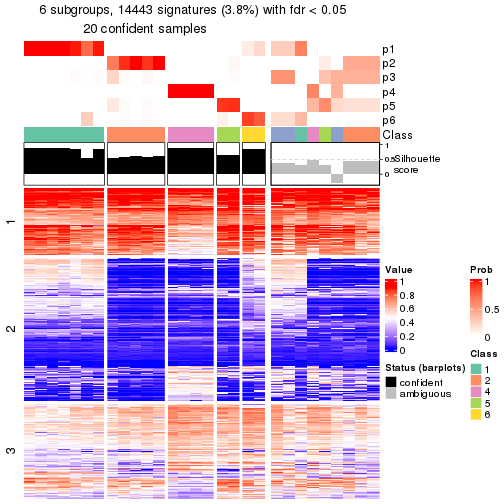 6 subgroups, 14443 signatures (3.8%) with fdr < 0.05
20 confident samples
p1
p2
p3
p4
p5
p6
Class
1
0.5
0
Silhouette
score
1
2
3
Value
1
0.8
0.6
0.4
0.2
0
Status (barplots)
confident
ambiguous
Prob
1
0.5
0
Class
1
2
4
5
6